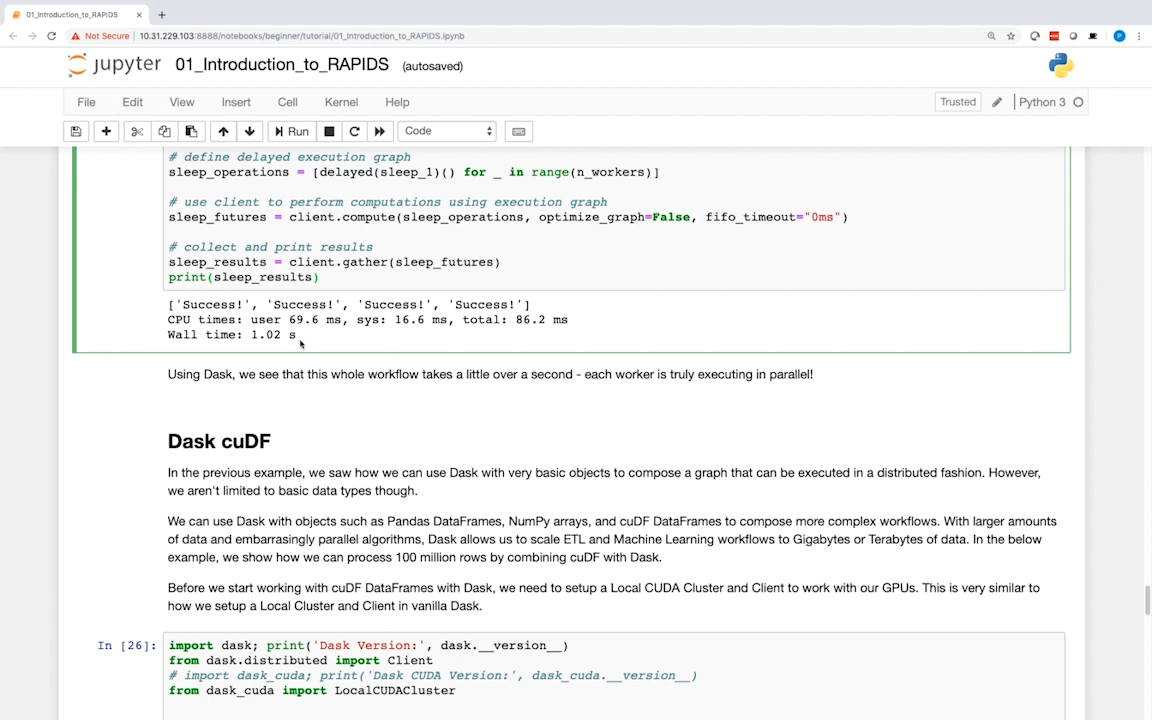 01_Introduction_to_RAPIDS
Not Secure | 10.31.229.103:8888/notebooks/beginner/tutorial/01_Introduction_to_RAPIDS.ipynb
P
jupyter 01_Introduction_to_RAPIDS (autosaved)
File Edit View Insert Cell Kernel Help Trusted Python 3
Run Code
# define delayed execution graph
sleep_operations = [delayed(sleep_1)() for _ in range(n_workers)]
# use client to perform computations using execution graph
sleep_futures = client.compute(sleep_operations, optimize_graph=False, fifo_timeout="0ms")
# collect and print results
sleep_results = client.gather(sleep_futures)
print(sleep_results)
['Success!', 'Success!', 'Success!', 'Success!']
CPU times: user 69.6 ms, sys: 16.6 ms, total: 86.2 ms
Wall time: 1.02 s
Using Dask, we see that this whole workflow takes a little over a second - each worker is truly executing in parallel!
Dask cuDF
In the previous example, we saw how we can use Dask with very basic objects to compose a graph that can be executed in a distributed fashion. However,
we aren't limited to basic data types though.
We can use Dask with objects such as Pandas DataFrames, NumPy arrays, and cuDF DataFrames to compose more complex workflows. With larger amounts
of data and embarrasingly parallel algorithms, Dask allows us to scale ETL and Machine Learning workflows to Gigabytes or Terabytes of data. In the below
example, we show how we can process 100 million rows by combining cuDF with Dask.
Before we start working with cuDF DataFrames with Dask, we need to setup a Local CUDA Cluster and Client to work with our GPUs. This is very similar to
how we setup a Local Cluster and Client in vanilla Dask.
In [26]: import dask; print('Dask Version:', dask.__version__)
from dask.distributed import Client
# import dask_cuda; print('Dask CUDA Version:', dask_cuda.__version__)
from dask_cuda import LocalCUDACluster